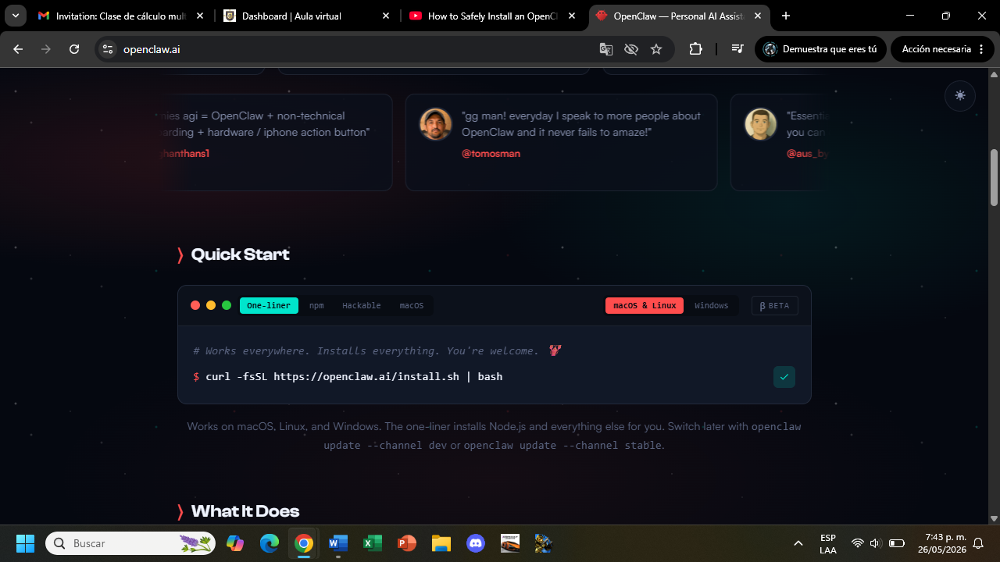 Invitation: Clase de cálculo mult
Dashboard | Aula virtual
How to Safely Install an OpenCl
OpenClaw — Personal AI Assist
openclaw.ai
Demuestra que eres tú
Acción necesaria
agi = OpenClaw + non-technical
+ hardware / iphone action button"
"gg man! everyday I speak to more people about
OpenClaw and it never fails to amaze!"
@tomosman
"Essentia
you can
@aus_by
Quick Start
One-liner npm Hackable macOS macOS & Linux Windows β BETA
# Works everywhere. Installs everything. You're welcome. 🦞
$ curl -fsSL https://openclaw.ai/install.sh | bash
Works on macOS, Linux, and Windows. The one-liner installs Node.js and everything else for you. Switch later with openclaw
update --channel dev or openclaw update --channel stable.
What It Does
Buscar
ESP
LAA
7:43 p. m.
26/05/2026